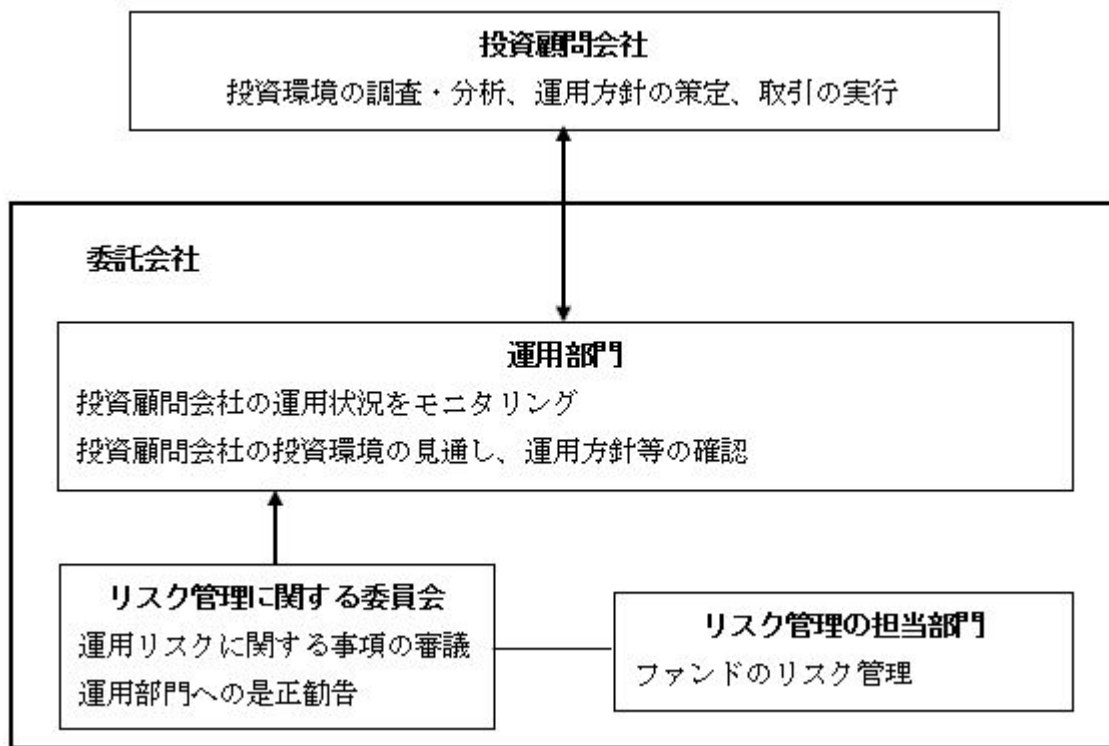 投資顧問会社
投資環境の調査・分析、運用方針の策定、取引の実行
委託会社
運用部門
投資顧問会社の運用状況をモニタリング
投資顧問会社の投資環境の見通し、運用方針等の確認
リスク管理に関する委員会
運用リスクに関する事項の審議
運用部門への是正勧告
リスク管理の担当部門
ファンドのリスク管理